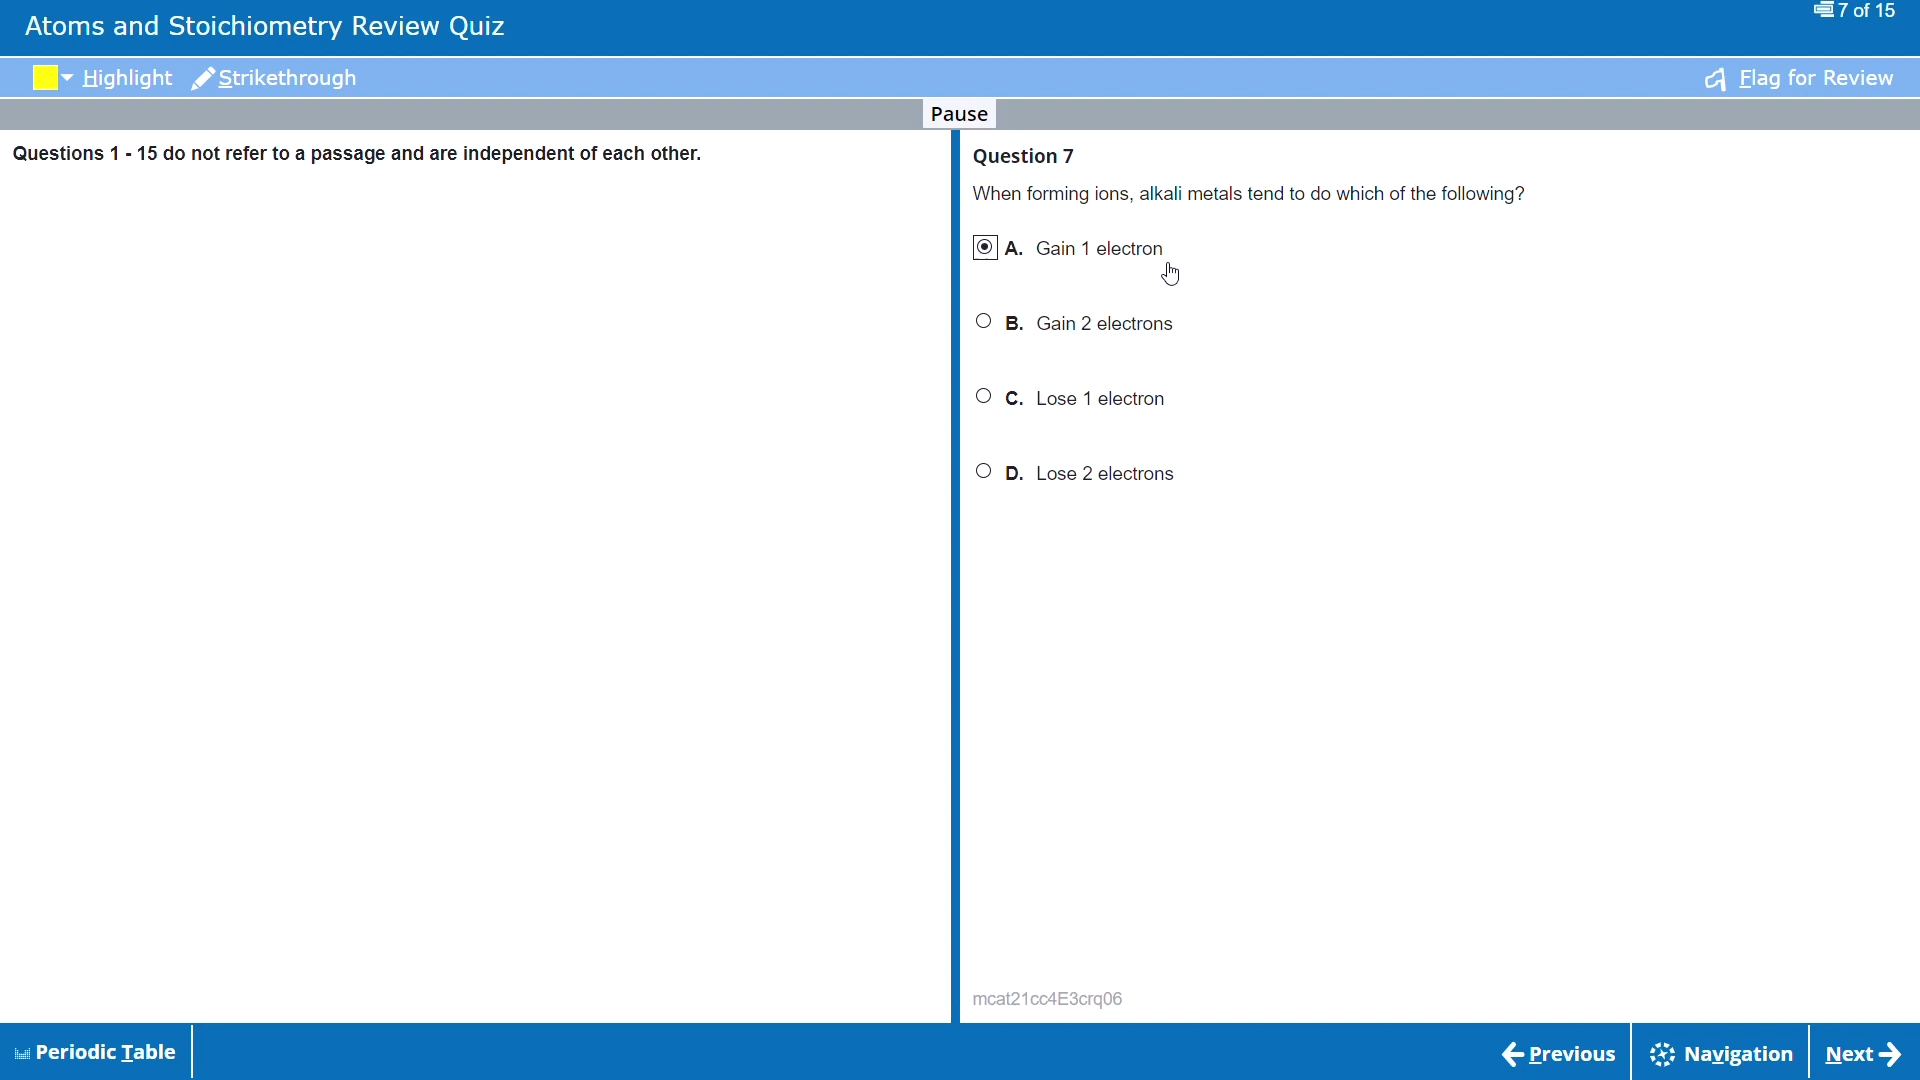 Atoms and Stoichiometry Review Quiz
7 of 15
Highlight
Strikethrough
Flag for Review
Pause
Questions 1 - 15 do not refer to a passage and are independent of each other.
Question 7
When forming ions, alkali metals tend to do which of the following?
A. Gain 1 electron
B. Gain 2 electrons
C. Lose 1 electron
D. Lose 2 electrons
mcat21cc4E3crq06
Periodic Table
Previous
Navigation
Next